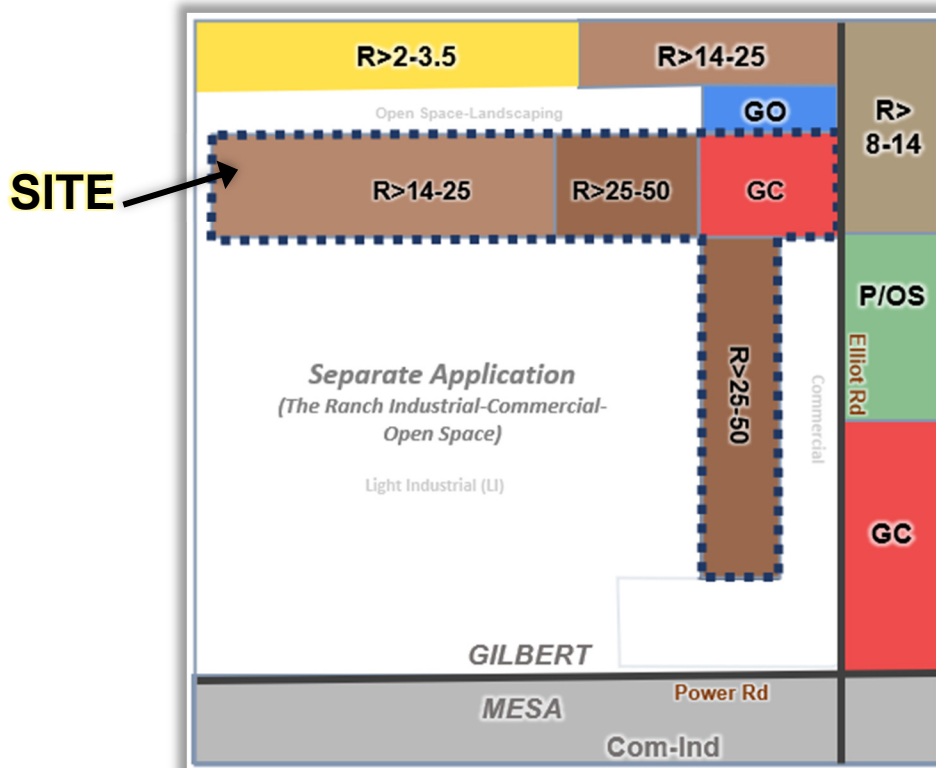 R>2-3.5
R>14-25
R>
8-14
Open Space-Landscaping
GO
SITE
R>14-25
R>25-50
GC
P/OS
Elliot Rd
Separate Application
(The Ranch Industrial-Commercial-
Open Space)
R>25-50
Commercial
Light Industrial (LI)
GC
GILBERT
Power Rd
MESA
Com-Ind